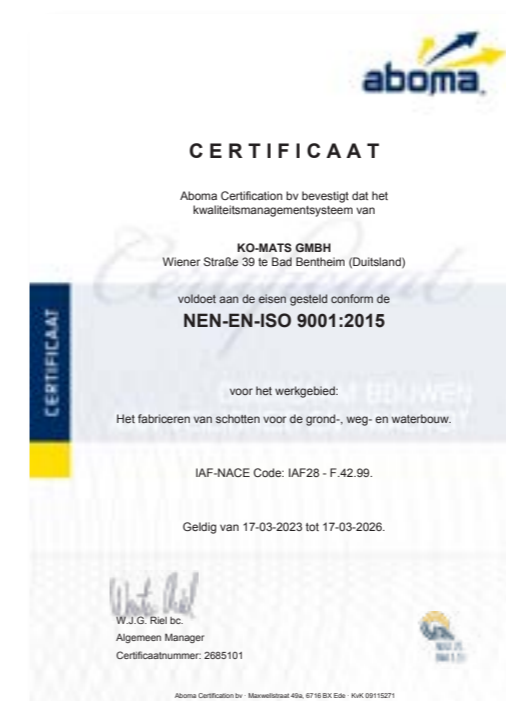 aboma
CERTIFICAAT
Aboma Certification bv bevestigt dat het
kwaliteitsmanagementsysteem van
KO-MATS GMBH
Wiener Straße 39 te Bad Bentheim (Duitsland)
Certificaat
voldoet aan de eisen gesteld conform de
NEN-EN-ISO 9001:2015
CERTIFICAAT
BOUWEN
voor het werkgebied:
Het fabriceren van schotten voor de grond-, weg- en waterbouw.
IAF-NACE Code: IAF28 - F.42.99.
Geldig van 17-03-2023 tot 17-03-2026.
W.J.G. Riel bc.
Algemeen Manager
Certificaatnummer: 2685101
Aboma Certification bv · Maxwellstraat 49a, 6716 BX Ede · KvK 09115271